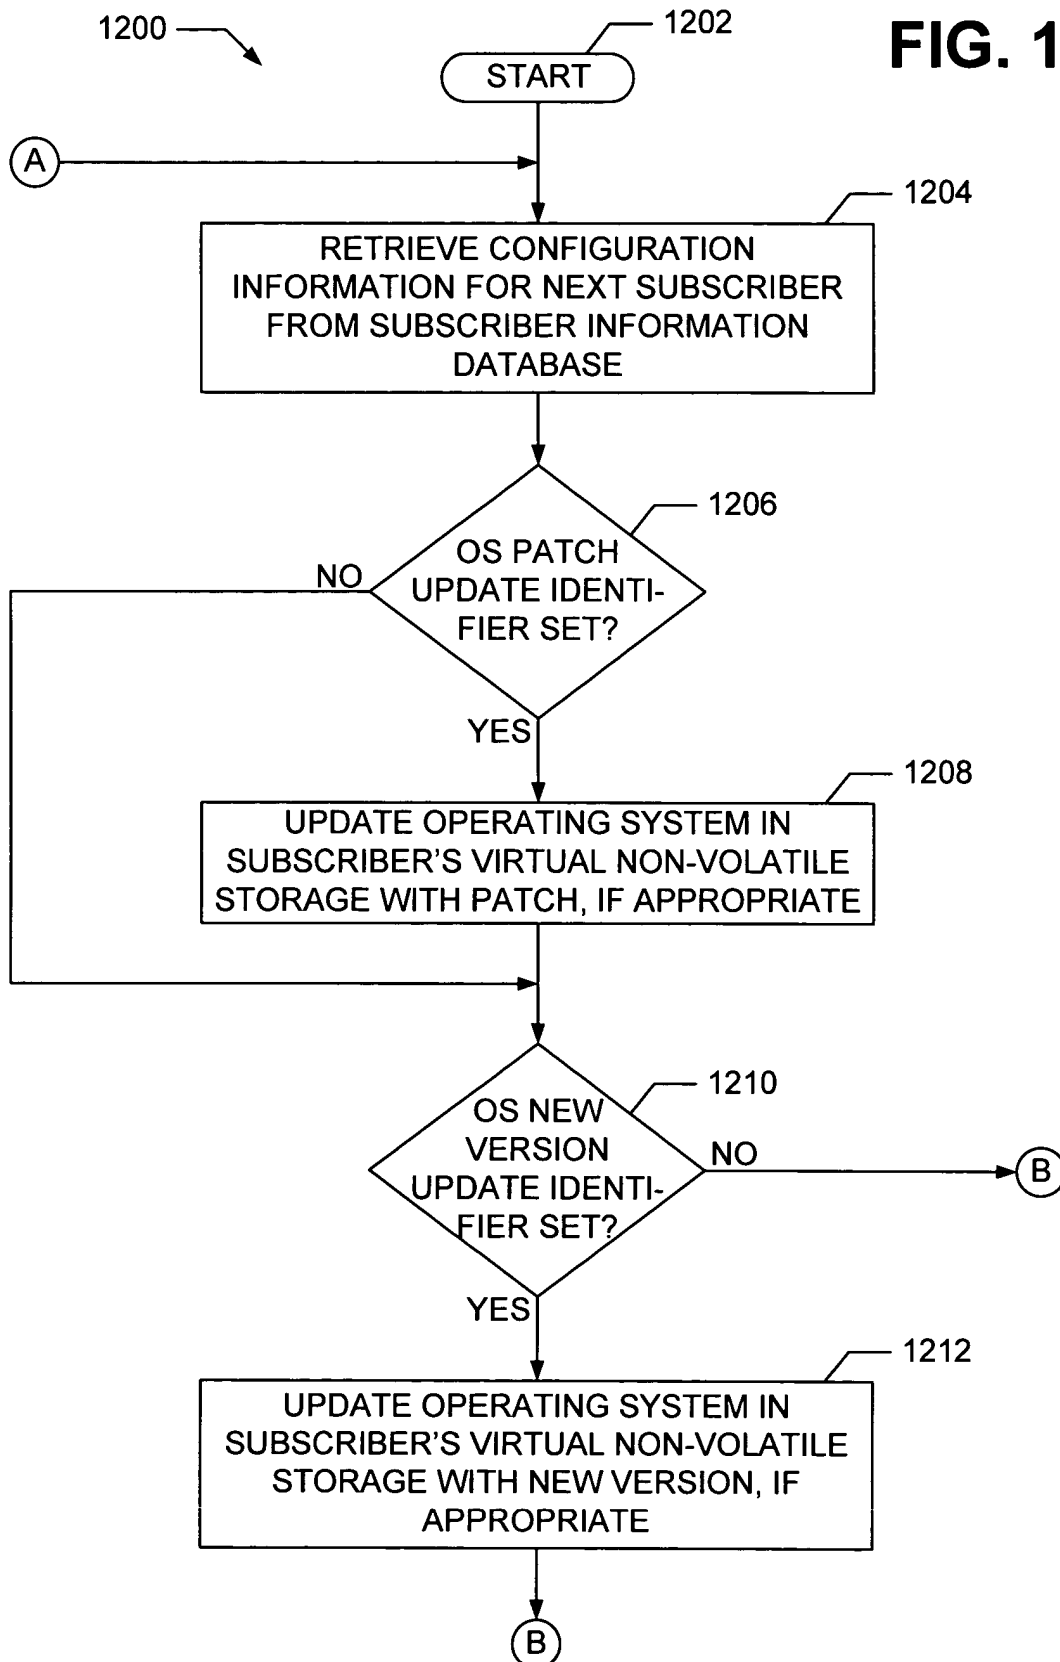 1200
1202
FIG. 1
START
A
1204
RETRIEVE CONFIGURATION
INFORMATION FOR NEXT SUBSCRIBER
FROM SUBSCRIBER INFORMATION
DATABASE
1206
OS PATCH
UPDATE IDENTI-
FIER SET?
NO
YES
1208
UPDATE OPERATING SYSTEM IN
SUBSCRIBER'S VIRTUAL NON-VOLATILE
STORAGE WITH PATCH, IF APPROPRIATE
1210
OS NEW
VERSION
UPDATE IDENTI-
FIER SET?
NO
B
YES
1212
UPDATE OPERATING SYSTEM IN
SUBSCRIBER'S VIRTUAL NON-VOLATILE
STORAGE WITH NEW VERSION, IF
APPROPRIATE
B